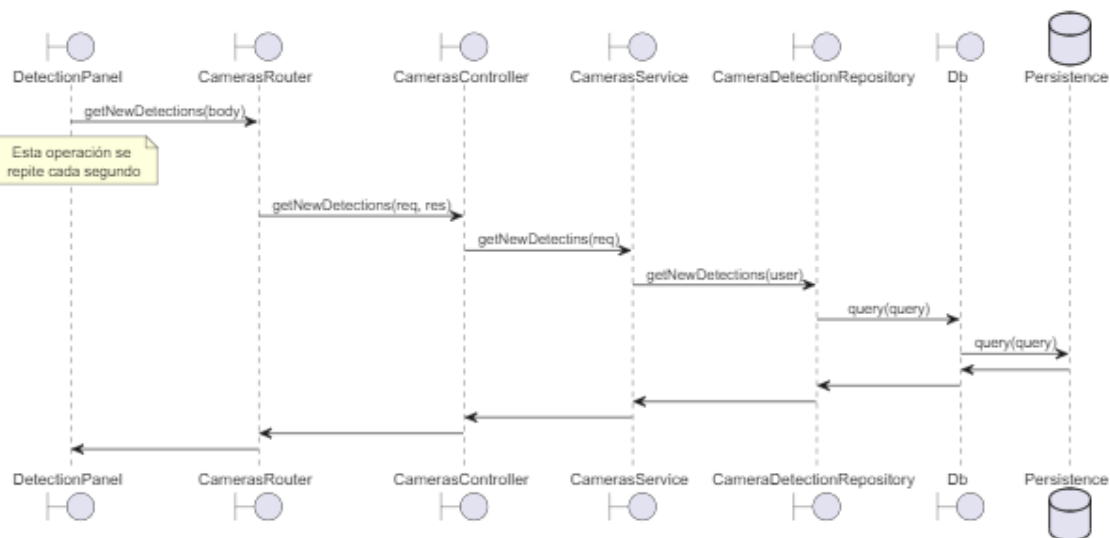 DetectionPanel CamerasRouter CamerasController CamerasService CameraDetectionRepository Db Persistence
getNewDetections(body)
Esta operación se
repite cada segundo
getNewDetections(req, res)
getNewDetectins(req)
getNewDetections(user)
query(query)
query(query)
DetectionPanel CamerasRouter CamerasController CamerasService CameraDetectionRepository Db Persistence